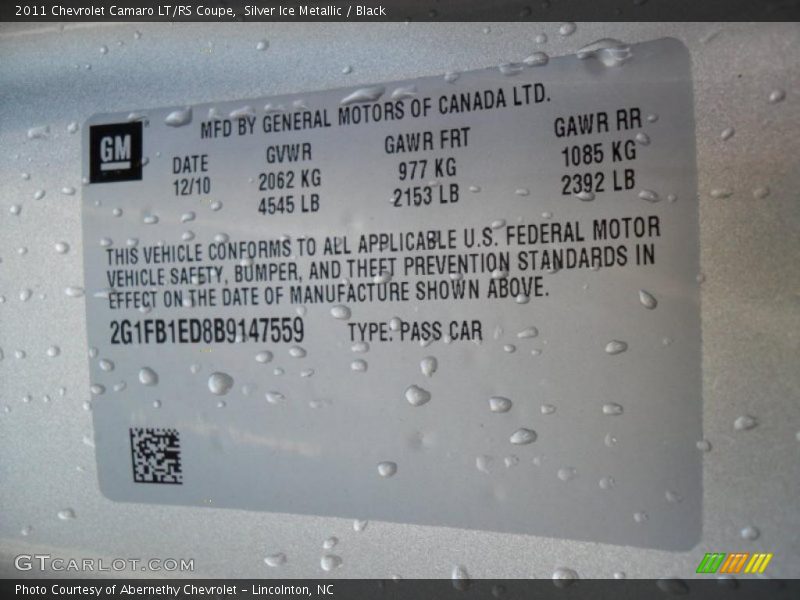 2011 Chevrolet Camaro LT/RS Coupe, Silver Ice Metallic / Black
GM
MFD BY GENERAL MOTORS OF CANADA LTD.
DATE GVWR GAWR FRT GAWR RR
12/10 2062 KG 977 KG 1085 KG
4545 LB 2153 LB 2392 LB
THIS VEHICLE CONFORMS TO ALL APPLICABLE U.S. FEDERAL MOTOR
VEHICLE SAFETY, BUMPER, AND THEFT PREVENTION STANDARDS IN
EFFECT ON THE DATE OF MANUFACTURE SHOWN ABOVE.
2G1FB1ED8B9147559 TYPE: PASS CAR
GTCARLOT.COM
Photo Courtesy of Abernethy Chevrolet – Lincolnton, NC